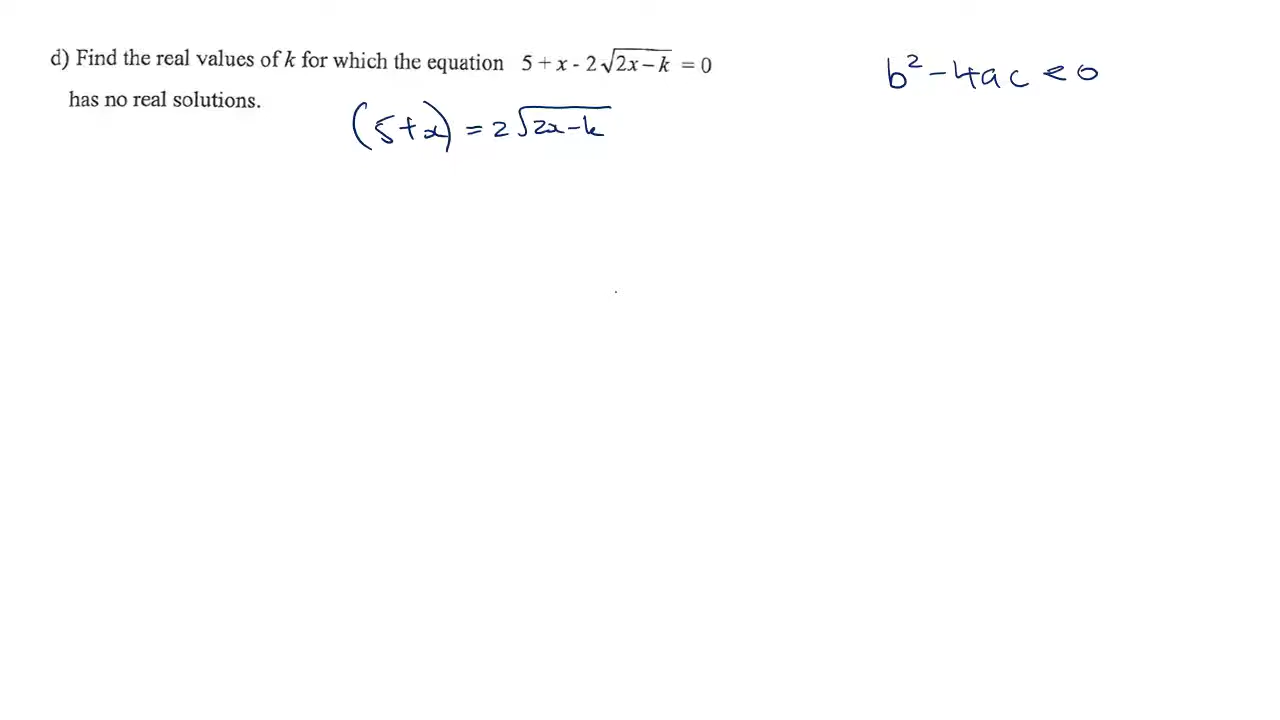 d) Find the real values of k for which the equation 5 + x - 2√(2x – k) = 0
b² - 4ac < 0
has no real solutions.
(5+x) = 2√(2x-k)